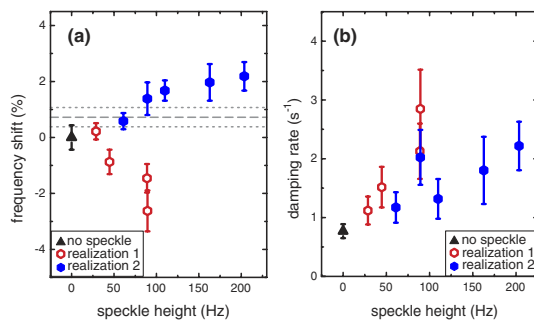 (a)
frequency shift (%)
4
2
0
-2
-4
no speckle
realization 1
realization 2
0 50 100 150 200
speckle height (Hz)
(b)
damping rate (s⁻¹)
4
3
2
1
0
no speckle
realization 1
realization 2
0 50 100 150 200
speckle height (Hz)